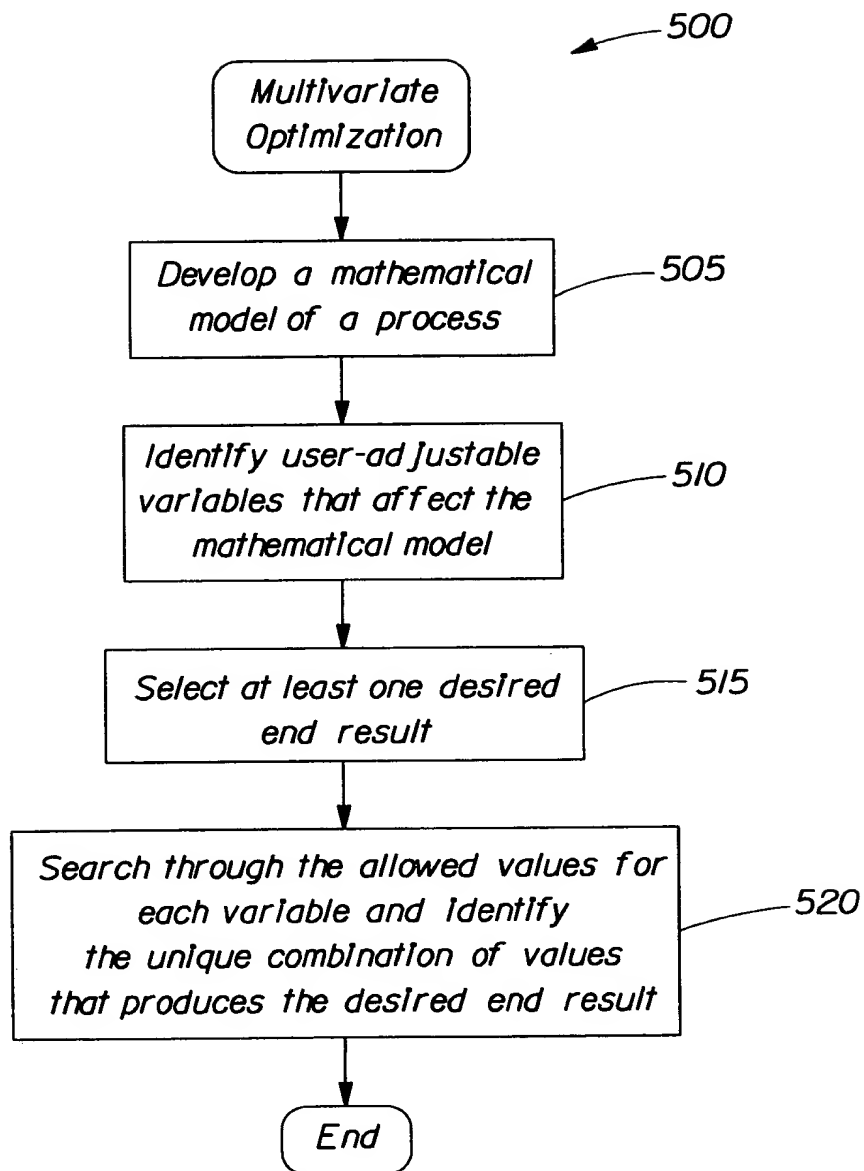 500
Multivariate
Optimization
Develop a mathematical
model of a process
505
Identify user-adjustable
variables that affect the
mathematical model
510
Select at least one desired
end result
515
Search through the allowed values for
each variable and identify
the unique combination of values
that produces the desired end result
520
End